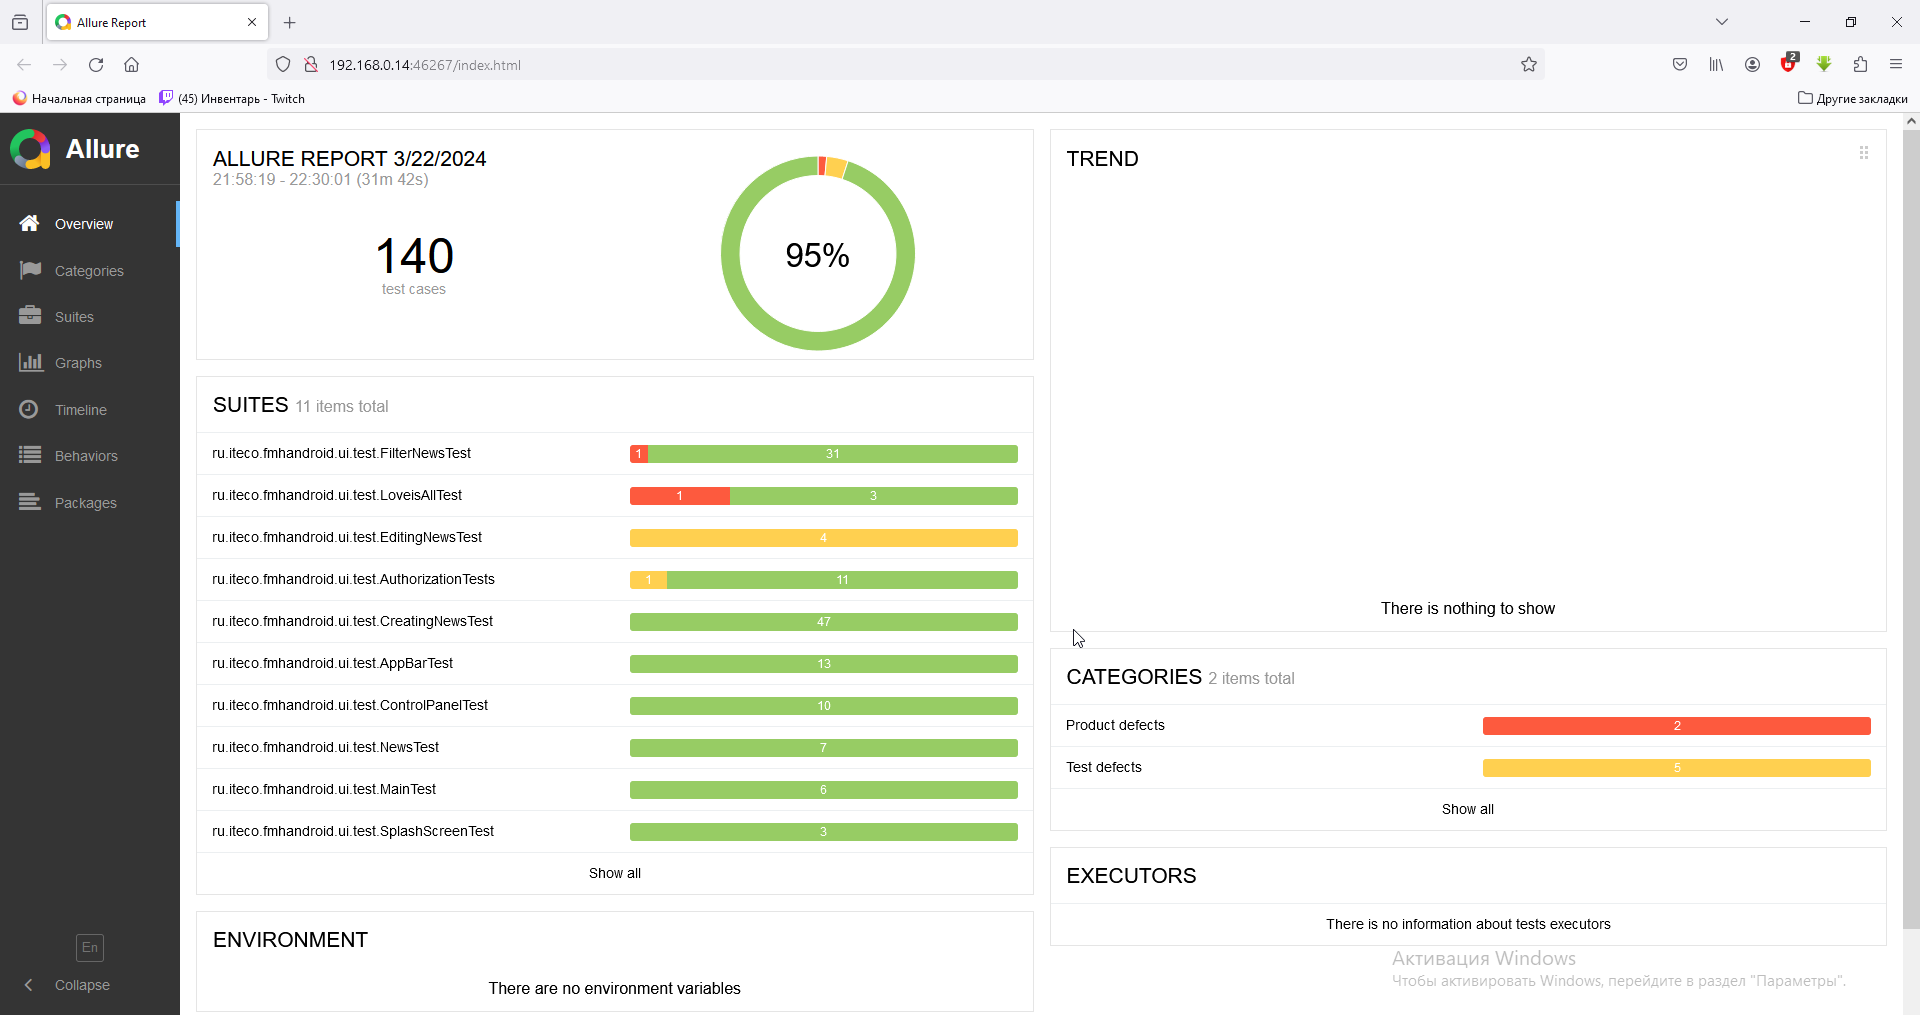 Allure Report
192.168.0.14:46267/index.html
2
Начальная страница
(45) Инвентарь - Twitch
Другие закладки
Allure
Overview
Categories
Suites
Graphs
Timeline
Behaviors
Packages
En
Collapse
ALLURE REPORT 3/22/2024
21:58:19 - 22:30:01 (31m 42s)
140
test cases
95%
SUITES 11 items total
ru.iteco.fmhandroid.ui.test.FilterNewsTest 1 31
ru.iteco.fmhandroid.ui.test.LoveisAllTest 1 3
ru.iteco.fmhandroid.ui.test.EditingNewsTest 4
ru.iteco.fmhandroid.ui.test.AuthorizationTests 1 11
ru.iteco.fmhandroid.ui.test.CreatingNewsTest 47
ru.iteco.fmhandroid.ui.test.AppBarTest 13
ru.iteco.fmhandroid.ui.test.ControlPanelTest 10
ru.iteco.fmhandroid.ui.test.NewsTest 7
ru.iteco.fmhandroid.ui.test.MainTest 6
ru.iteco.fmhandroid.ui.test.SplashScreenTest 3
Show all
ENVIRONMENT
There are no environment variables
TREND
There is nothing to show
CATEGORIES 2 items total
Product defects 2
Test defects 5
Show all
EXECUTORS
There is no information about tests executors
Активация Windows
Чтобы активировать Windows, перейдите в раздел "Параметры".